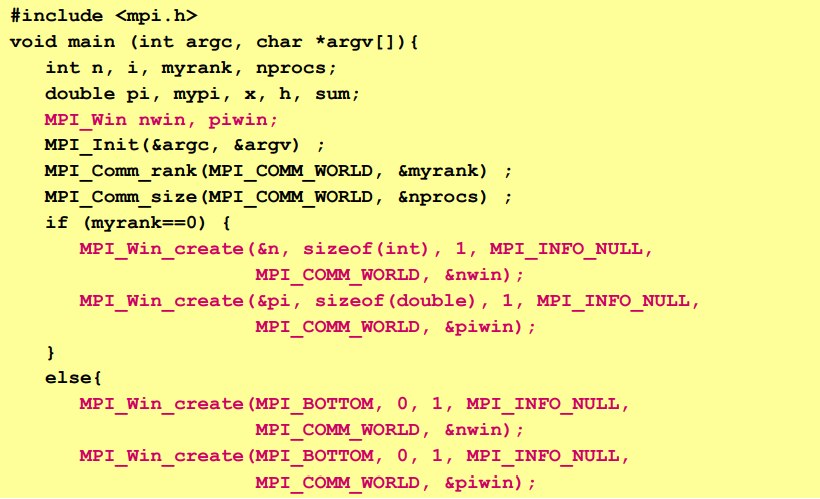 #include <mpi.h>
void main (int argc, char *argv[]){
int n, i, myrank, nprocs;
double pi, mypi, x, h, sum;
MPI_Win nwin, piwin;
MPI_Init(&argc, &argv) ;
MPI_Comm_rank(MPI_COMM_WORLD, &myrank) ;
MPI_Comm_size(MPI_COMM_WORLD, &nprocs) ;
if (myrank==0) {
MPI_Win_create(&n, sizeof(int), 1, MPI_INFO_NULL,
MPI_COMM_WORLD, &nwin);
MPI_Win_create(&pi, sizeof(double), 1, MPI_INFO_NULL,
MPI_COMM_WORLD, &piwin);
}
else{
MPI_Win_create(MPI_BOTTOM, 0, 1, MPI_INFO_NULL,
MPI_COMM_WORLD, &nwin);
MPI_Win_create(MPI_BOTTOM, 0, 1, MPI_INFO_NULL,
MPI_COMM_WORLD, &piwin);